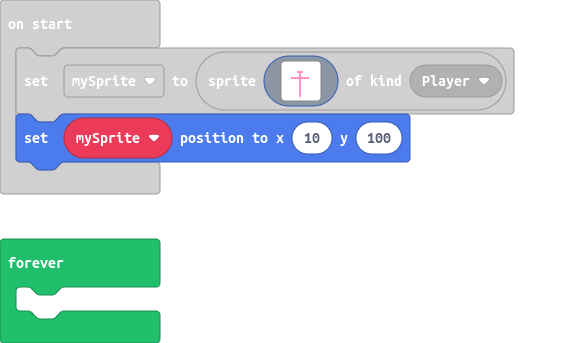 on start
set mySprite to sprite of kind Player
set mySprite position to x 10 y 100
forever